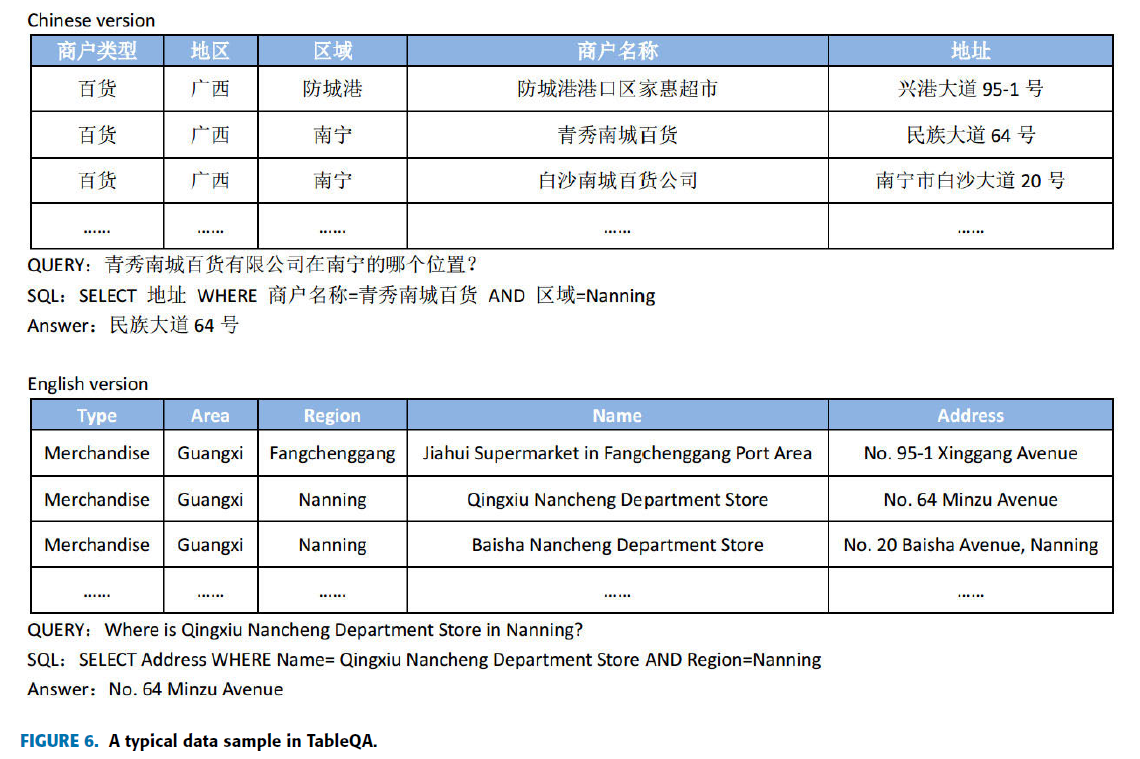 Chinese version
商户类型 地区 区域 商户名称 地址
百货 广西 防城港 防城港港口区家惠超市 兴港大道 95-1 号
百货 广西 南宁 青秀南城百货 民族大道 64 号
百货 广西 南宁 白沙南城百货公司 南宁市白沙大道 20 号
...... ...... ...... ...... ......
QUERY：青秀南城百货有限公司在南宁的哪个位置？
SQL：SELECT 地址 WHERE 商户名称=青秀南城百货 AND 区域=Nanning
Answer：民族大道 64 号
English version
Type Area Region Name Address
Merchandise Guangxi Fangchenggang Jiahui Supermarket in Fangchenggang Port Area No. 95-1 Xinggang Avenue
Merchandise Guangxi Nanning Qingxiu Nancheng Department Store No. 64 Minzu Avenue
Merchandise Guangxi Nanning Baisha Nancheng Department Store No. 20 Baisha Avenue, Nanning
...... ...... ...... ...... ......
QUERY：Where is Qingxiu Nancheng Department Store in Nanning?
SQL：SELECT Address WHERE Name= Qingxiu Nancheng Department Store AND Region=Nanning
Answer：No. 64 Minzu Avenue
FIGURE 6. A typical data sample in TableQA.